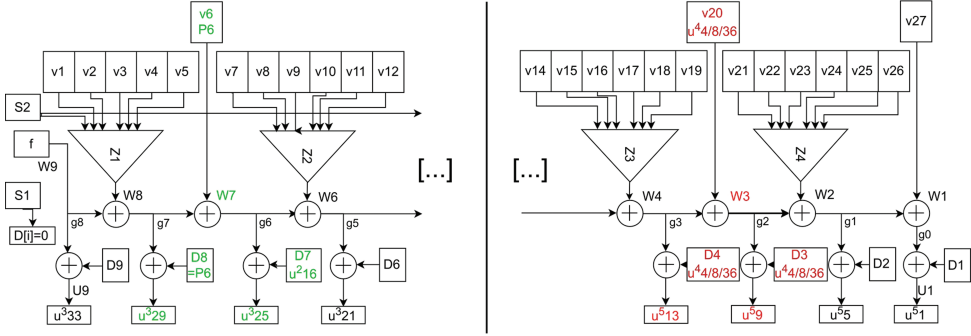 v6
P6
v1 v2 v3 v4 v5
v7 v8 v9 v10 v11 v12
S2
f
Z1
Z2
W9
W8
W7
W6
S1
D[i]=0
g8
g7
g6
g5
[...]
D9
D8
=P6
D7
u²16
D6
U9
u³33
u³29
u³25
u³21
v20
u⁴4/8/36
v27
v14 v15 v16 v17 v18 v19
v21 v22 v23 v24 v25 v26
Z3
Z4
[...]
W4
W3
W2
W1
g3
g2
g1
g0
D4
u⁴4/8/36
D3
u⁴4/8/36
D2
D1
U1
u⁵13
u⁵9
u⁵5
u⁵1